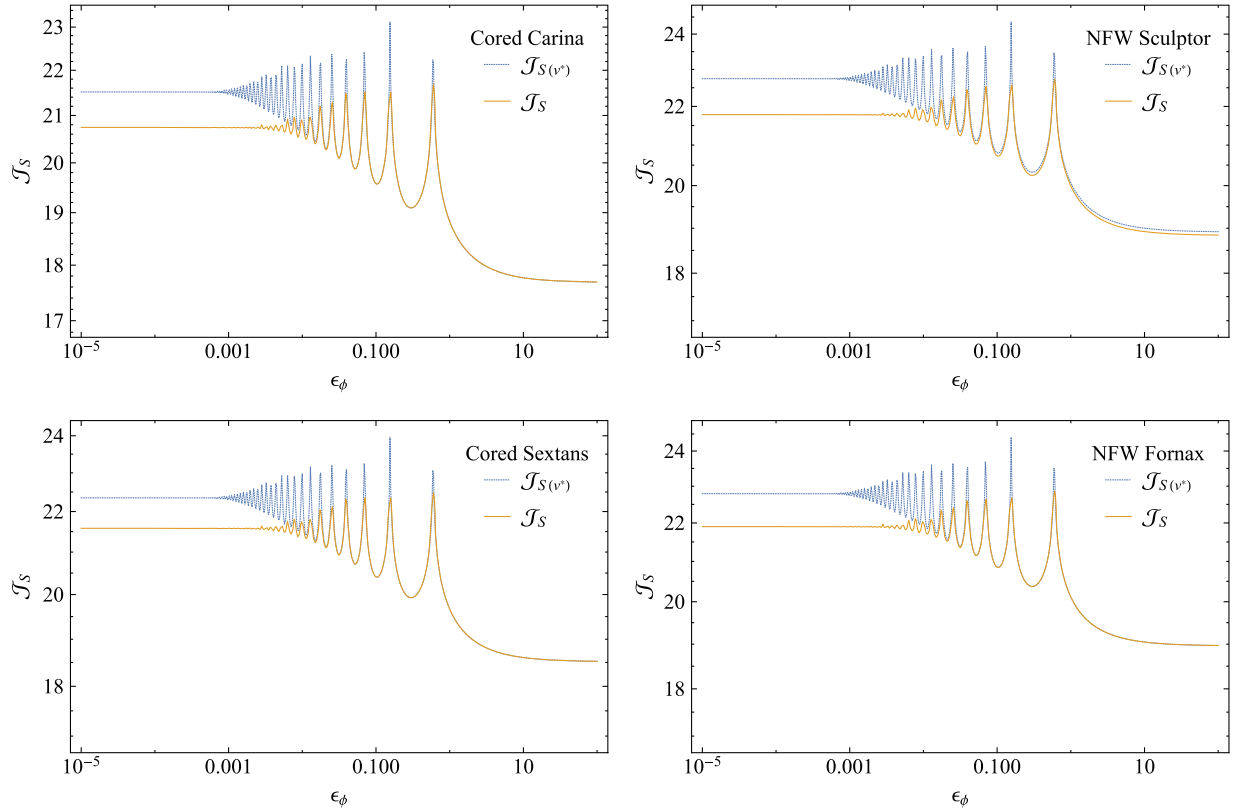 Cored Carina
𝒥S(v*)
𝒥S
23
22
21
20
19
18
17
𝒥S
10⁻⁵
0.001
0.100
10
ϵϕ
NFW Sculptor
𝒥S(v*)
𝒥S
24
22
20
18
𝒥S
10⁻⁵
0.001
0.100
10
ϵϕ
Cored Sextans
𝒥S(v*)
𝒥S
24
22
20
18
𝒥S
10⁻⁵
0.001
0.100
10
ϵϕ
NFW Fornax
𝒥S(v*)
𝒥S
24
22
20
18
𝒥S
10⁻⁵
0.001
0.100
10
ϵϕ